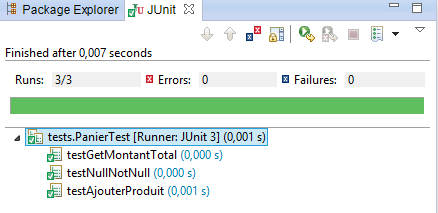 Package Explorer JUnit
Finished after 0,007 seconds
Runs: 3/3 Errors: 0 Failures: 0
tests.PanierTest [Runner: JUnit 3] (0,001 s)
testGetMontantTotal (0,000 s)
testNullNotNull (0,000 s)
testAjouterProduit (0,001 s)